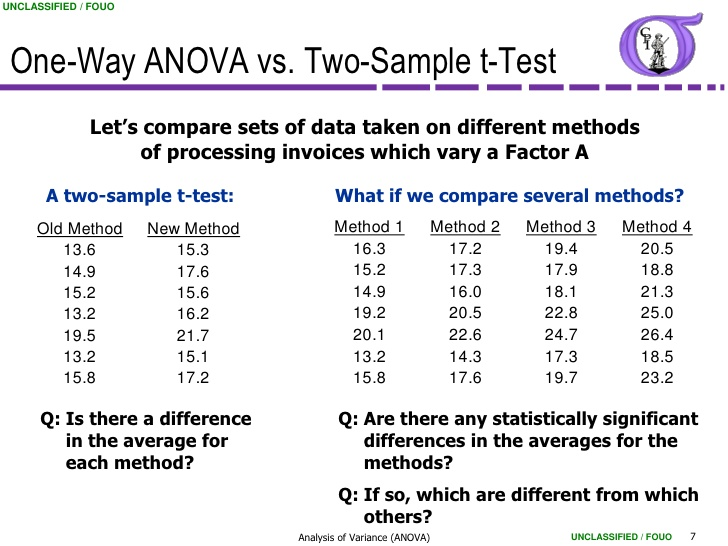 UNCLASSIFIED / FOUO
One-Way ANOVA vs. Two-Sample t-Test
CPI
Let's compare sets of data taken on different methods
of processing invoices which vary a Factor A
A two-sample t-test:
Old Method New Method
13.6 15.3
14.9 17.6
15.2 15.6
13.2 16.2
19.5 21.7
13.2 15.1
15.8 17.2
Q: Is there a difference
in the average for
each method?
What if we compare several methods?
Method 1 Method 2 Method 3 Method 4
16.3 17.2 19.4 20.5
15.2 17.3 17.9 18.8
14.9 16.0 18.1 21.3
19.2 20.5 22.8 25.0
20.1 22.6 24.7 26.4
13.2 14.3 17.3 18.5
15.8 17.6 19.7 23.2
Q: Are there any statistically significant
differences in the averages for the
methods?
Q: If so, which are different from which
others?
Analysis of Variance (ANOVA)
UNCLASSIFIED / FOUO 7